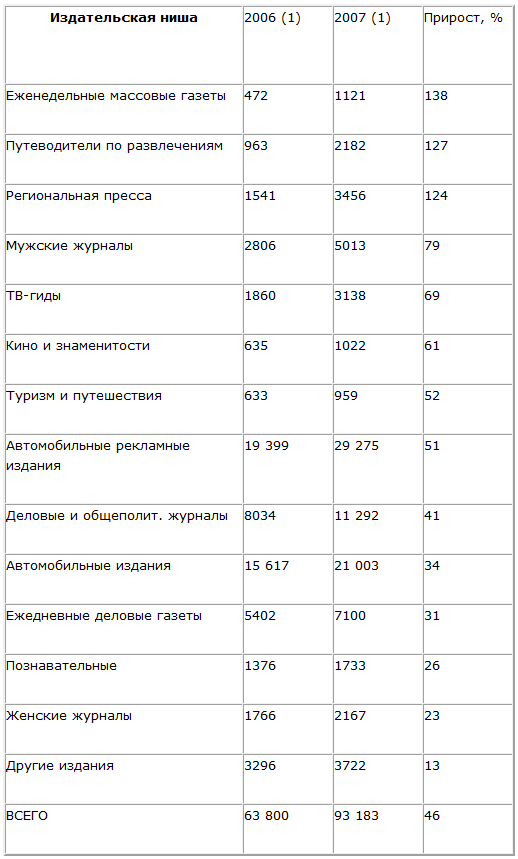 Издательская ниша 2006 (1) 2007 (1) Прирост, %
Еженедельные массовые газеты 472 1121 138
Путеводители по развлечениям 963 2182 127
Региональная пресса 1541 3456 124
Мужские журналы 2806 5013 79
ТВ-гиды 1860 3138 69
Кино и знаменитости 635 1022 61
Туризм и путешествия 633 959 52
Автомобильные рекламные 19 399 29 275 51
издания
Деловые и общеполит. журналы 8034 11 292 41
Автомобильные издания 15 617 21 003 34
Ежедневные деловые газеты 5402 7100 31
Познавательные 1376 1733 26
Женские журналы 1766 2167 23
Другие издания 3296 3722 13
ВСЕГО 63 800 93 183 46